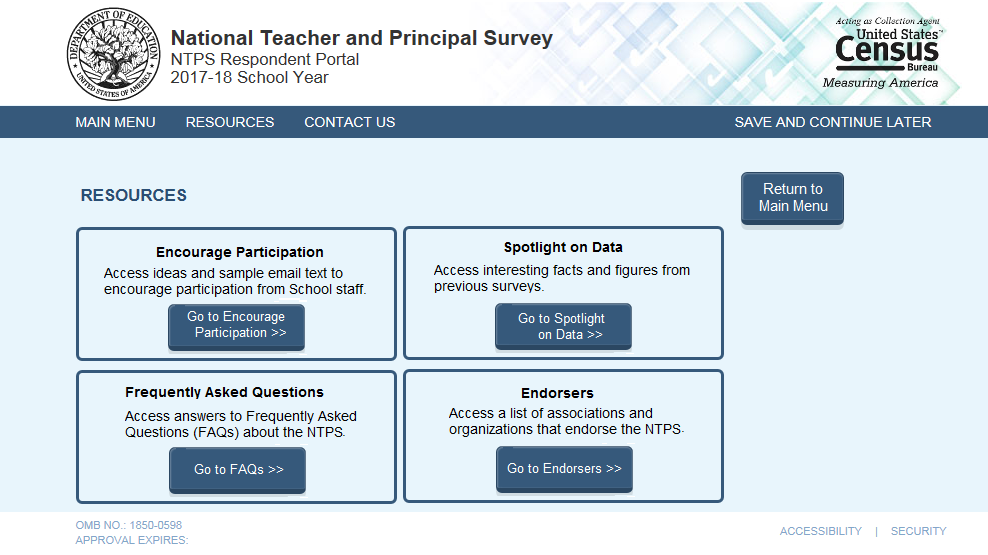 DEPARTMENT OF EDUCATION
UNITED STATES OF AMERICA
National Teacher and Principal Survey
NTPS Respondent Portal
2017-18 School Year
Acting as Collection Agent
United States™
Census
Bureau
Measuring America
MAIN MENU RESOURCES CONTACT US SAVE AND CONTINUE LATER
RESOURCES
Return to
Main Menu
Encourage Participation
Access ideas and sample email text to
encourage participation from School staff.
Go to Encourage
Participation >>
Spotlight on Data
Access interesting facts and figures from
previous surveys.
Go to Spotlight
on Data >>
Frequently Asked Questions
Access answers to Frequently Asked
Questions (FAQs) about the NTPS.
Go to FAQs >>
Endorsers
Access a list of associations and
organizations that endorse the NTPS.
Go to Endorsers >>
OMB NO.: 1850-0598
APPROVAL EXPIRES:
ACCESSIBILITY | SECURITY